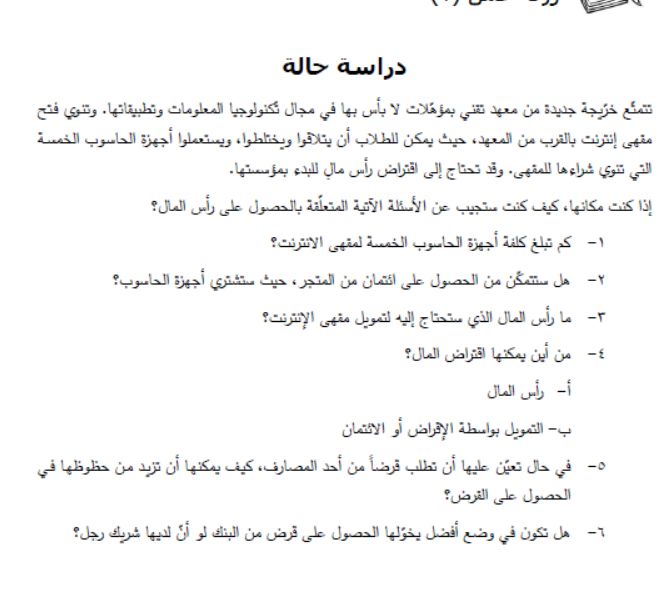 دراسة حالة
تتمتّع خرّيجة جديدة من معهد تقني بمؤهّلات لا بأس بها في مجال تكنولوجيا المعلومات وتطبيقاتها. وتنوي فتح
مقهى إنترنت بالقرب من المعهد، حيث يمكن للطلاب أن يتلاقوا ويختلطوا، ويستعملوا أجهزة الحاسوب الخمسة
التي تنوي شراءها للمقهى. وقد تحتاج إلى اقتراض رأس مالٍ للبدء بمؤسستها.
إذا كنت مكانها، كيف كنت ستجيب عن الأسئلة الآتية المتعلّقة بالحصول على رأس المال؟
١- كم تبلغ كلفة أجهزة الحاسوب الخمسة لمقهى الانترنت؟
٢- هل ستتمكّن من الحصول على ائتمان من المتجر، حيث ستشتري أجهزة الحاسوب؟
٣- ما رأس المال الذي ستحتاج إليه لتمويل مقهى الإنترنت؟
٤- من أين يمكنها اقتراض المال؟
أ- رأس المال
ب- التمويل بواسطة الإقراض أو الائتمان
٥- في حال تعيّن عليها أن تطلب قرضاً من أحد المصارف، كيف يمكنها أن تزيد من حظوظها في
الحصول على القرض؟
٦- هل تكون في وضع أفضل يخوّلها الحصول على قرض من البنك لو أنّ لديها شريك رجل؟